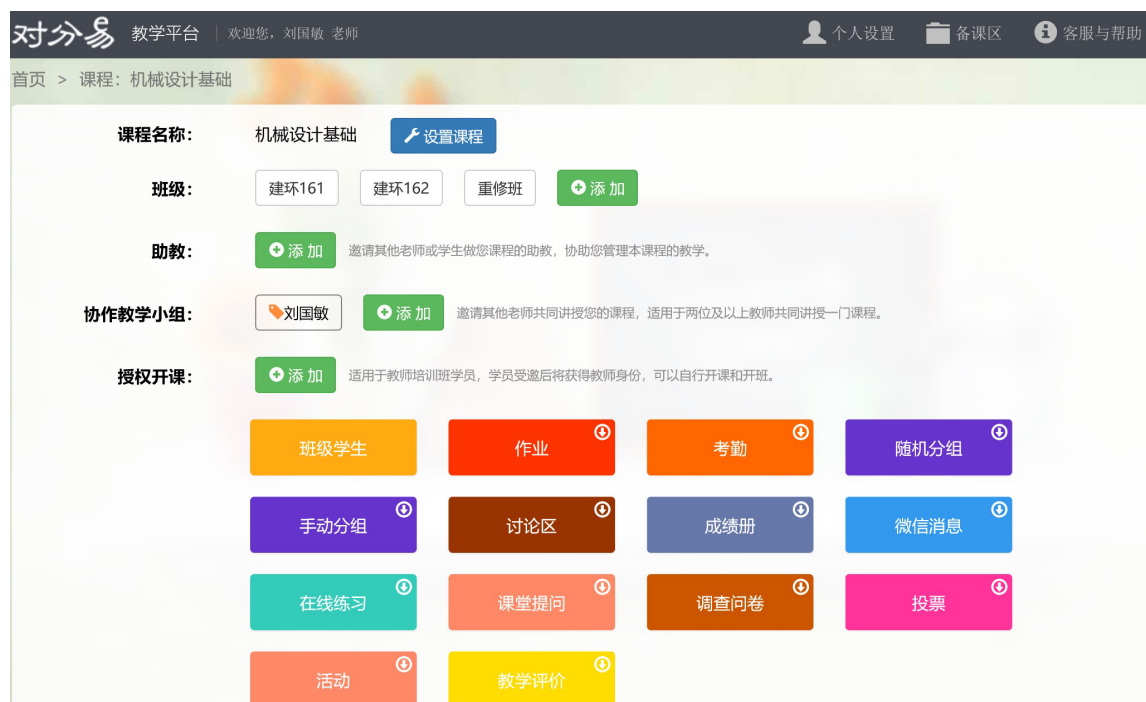 对分易 教学平台 | 欢迎您，刘国敏 老师 个人设置 备课区 客服与帮助
首页 > 课程：机械设计基础
课程名称： 机械设计基础 设置课程
班级： 建环161 建环162 重修班 添加
助教： 添加 邀请其他老师或学生做您课程的助教，协助您管理本课程的教学。
协作教学小组： 刘国敏 添加 邀请其他老师共同讲授您的课程，适用于两位及以上教师共同讲授一门课程。
授权开课： 添加 适用于教师培训班学员，学员受邀后将获得教师身份，可以自行开课和开班。
班级学生 作业 考勤 随机分组
手动分组 讨论区 成绩册 微信消息
在线练习 课堂提问 调查问卷 投票
活动 教学评价